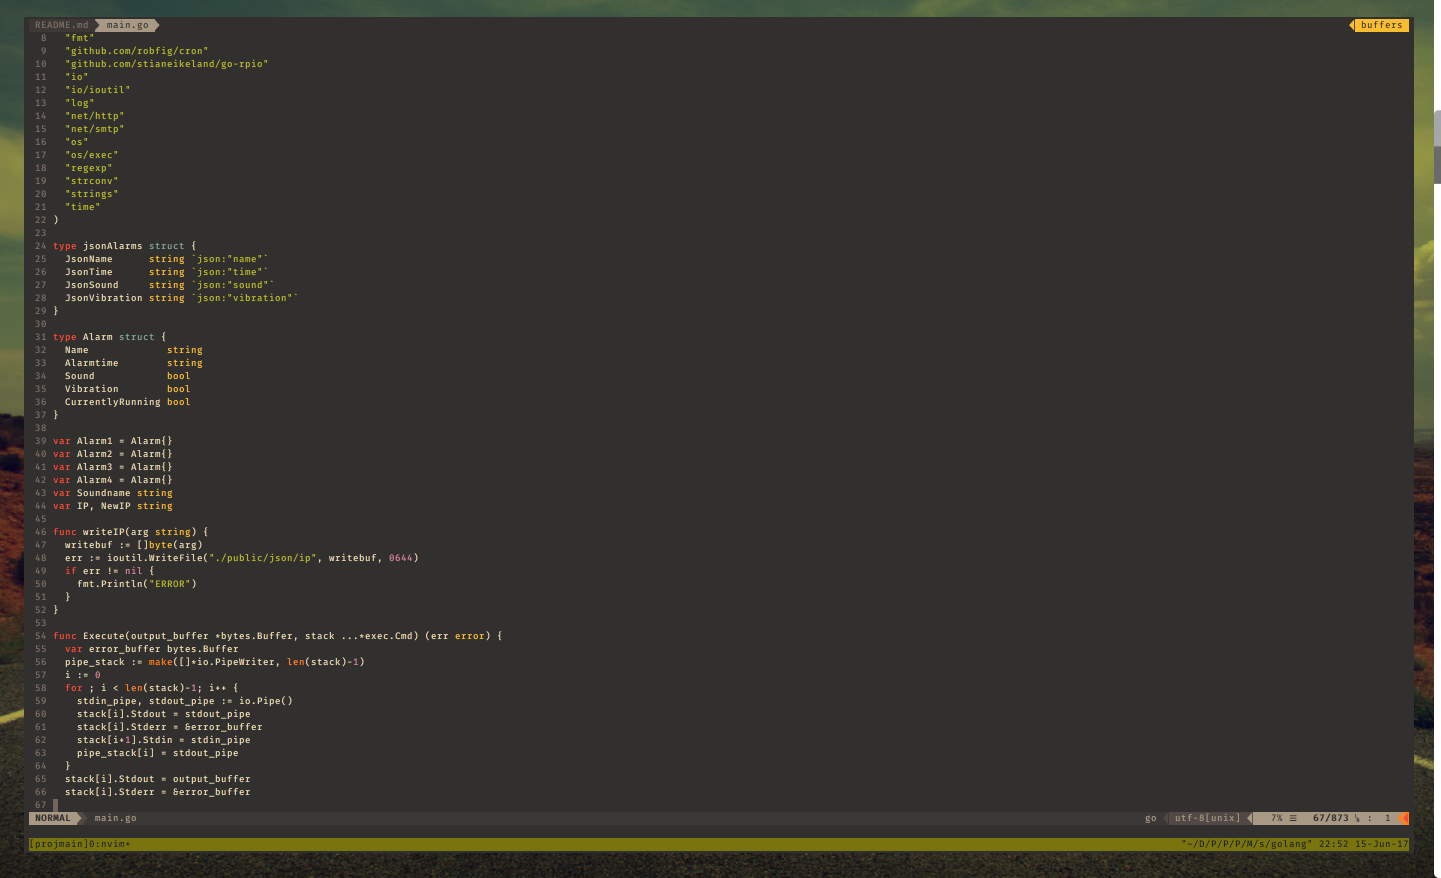 README.md main.go buffers
8 "fmt"
9 "github.com/robfig/cron"
10 "github.com/stianeikeland/go-rpio"
11 "io"
12 "io/ioutil"
13 "log"
14 "net/http"
15 "net/smtp"
16 "os"
17 "os/exec"
18 "regexp"
19 "strconv"
20 "strings"
21 "time"
22 )
23
24 type jsonAlarms struct {
25 JsonName string `json:"name"`
26 JsonTime string `json:"time"`
27 JsonSound string `json:"sound"`
28 JsonVibration string `json:"vibration"`
29 }
30
31 type Alarm struct {
32 Name string
33 Alarmtime string
34 Sound bool
35 Vibration bool
36 CurrentlyRunning bool
37 }
38
39 var Alarm1 = Alarm{}
40 var Alarm2 = Alarm{}
41 var Alarm3 = Alarm{}
42 var Alarm4 = Alarm{}
43 var Soundname string
44 var IP, NewIP string
45
46 func writeIP(arg string) {
47 writebuf := []byte(arg)
48 err := ioutil.WriteFile("./public/json/ip", writebuf, 0644)
49 if err != nil {
50 fmt.Println("ERROR")
51 }
52 }
53
54 func Execute(output_buffer *bytes.Buffer, stack ...*exec.Cmd) (err error) {
55 var error_buffer bytes.Buffer
56 pipe_stack := make([]*io.PipeWriter, len(stack)-1)
57 i := 0
58 for ; i < len(stack)-1; i++ {
59 stdin_pipe, stdout_pipe := io.Pipe()
60 stack[i].Stdout = stdout_pipe
61 stack[i].Stderr = &error_buffer
62 stack[i+1].Stdin = stdin_pipe
63 pipe_stack[i] = stdout_pipe
64 }
65 stack[i].Stdout = output_buffer
66 stack[i].Stderr = &error_buffer
67
NORMAL main.go go utf-8[unix] 7% ☰ 67/873 ㏑ : 1
[projmain]0:nvim* "~/D/P/P/P/M/s/golang" 22:52 15-Jun-17